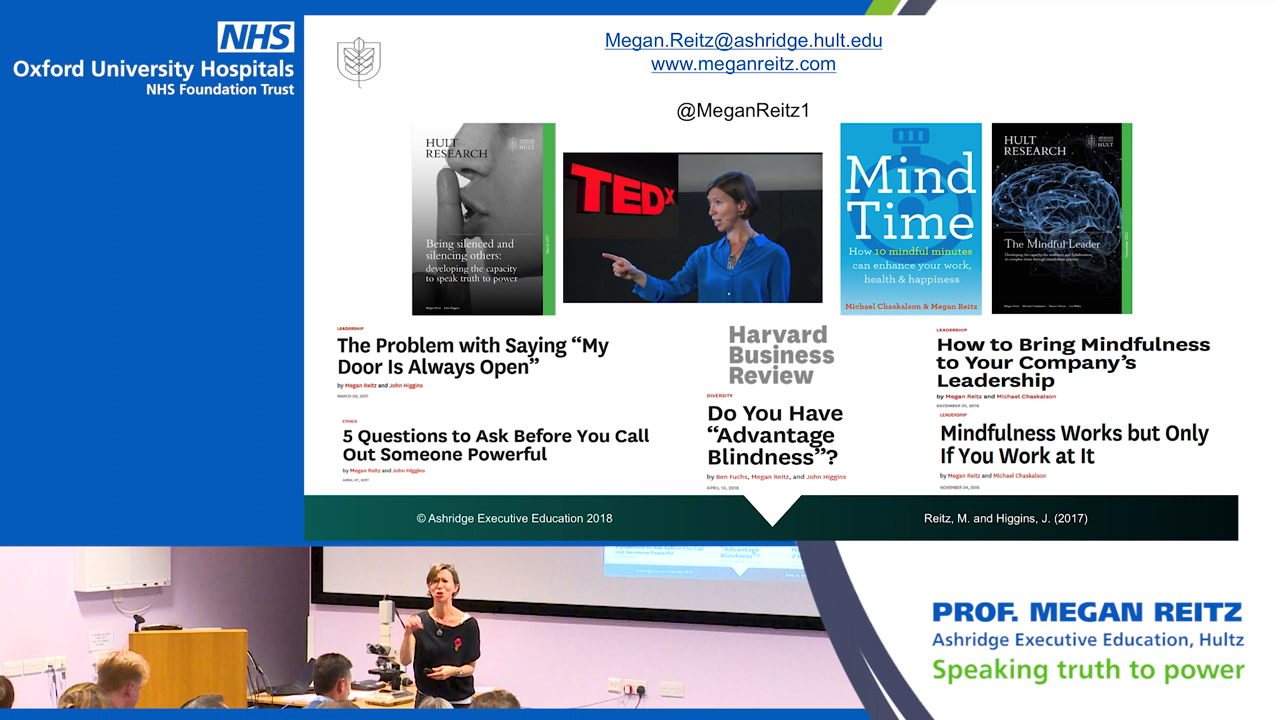 NHS
Oxford University Hospitals
NHS Foundation Trust
Megan.Reitz@ashridge.hult.edu
www.meganreitz.com
@MeganReitz1
HULT
RESEARCH
Being silenced and
silencing others:
developing the capacity
to speak truth to power
TEDx
Mind
Time
How 10 mindful minutes
can enhance your work,
health & happiness
Michael Chaskalson & Megan Reitz
HULT
RESEARCH
The Mindful Leader
LEADERSHIP
The Problem with Saying “My
Door Is Always Open”
by Megan Reitz and John Higgins
ETHICS
5 Questions to Ask Before You Call
Out Someone Powerful
by Megan Reitz and John Higgins
Harvard
Business
Review
DIVERSITY
Do You Have
“Advantage
Blindness”?
by Ben Fuchs, Megan Reitz, and John Higgins
LEADERSHIP
How to Bring Mindfulness
to Your Company’s
Leadership
by Megan Reitz and Michael Chaskalson
LEADERSHIP
Mindfulness Works but Only
If You Work at It
by Megan Reitz and Michael Chaskalson
© Ashridge Executive Education 2018
Reitz, M. and Higgins, J. (2017)
PROF. MEGAN REITZ
Ashridge Executive Education, Hultz
Speaking truth to power